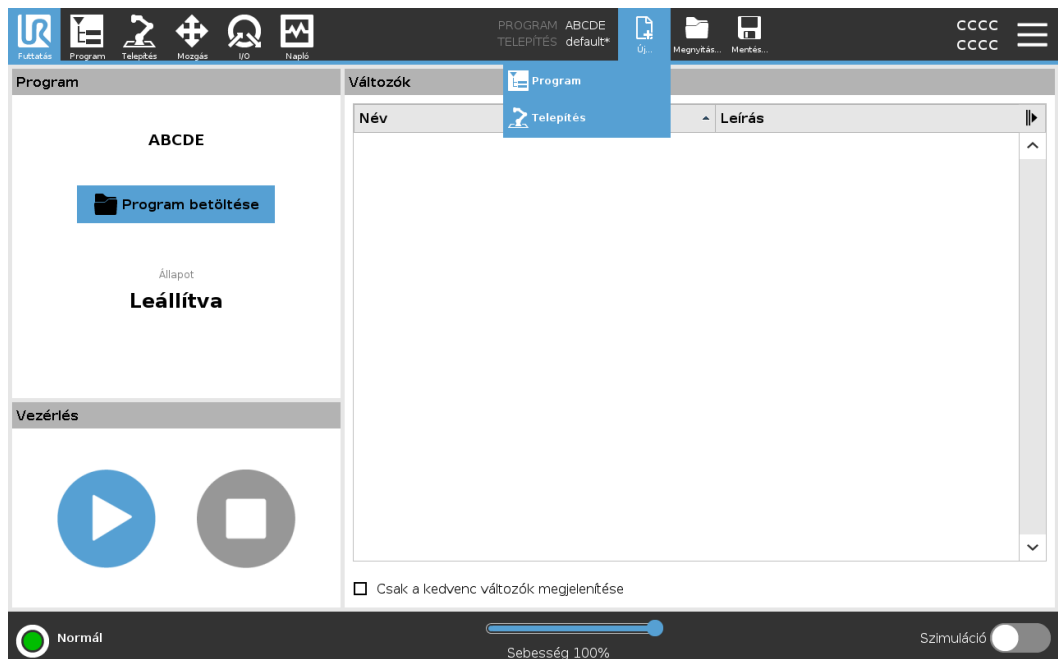 Futtatás
Program
Telepítés
Mozgás
I/O
Napló
PROGRAM ABCDE
TELEPÍTÉS default*
Új...
Megnyitás...
Mentés...
CCCC
CCCC
Program
Telepítés
Program
ABCDE
Program betöltése
Állapot
Leállítva
Vezérlés
Változók
Név
Leírás
Csak a kedvenc változók megjelenítése
Normál
Sebesség 100%
Szimuláció